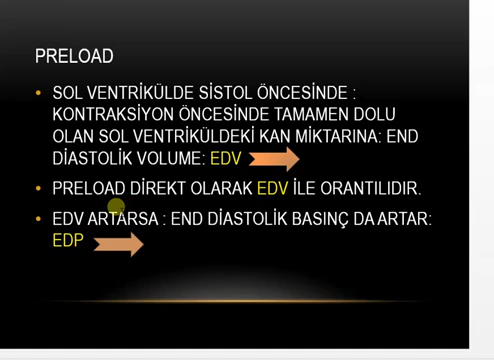 PRELOAD
• SOL VENTRİKÜLDE SİSTOL ÖNCESİNDE :
KONTRAKSİYON ÖNCESİNDE TAMAMEN DOLU
OLAN SOL VENTRİKÜLDEKİ KAN MİKTARINA: END
DİASTOLİK VOLUME: EDV
• PRELOAD DİREKT OLARAK EDV İLE ORANTILIDIR.
• EDV ARTARSA : END DİASTOLİK BASINÇ DA ARTAR:
EDP